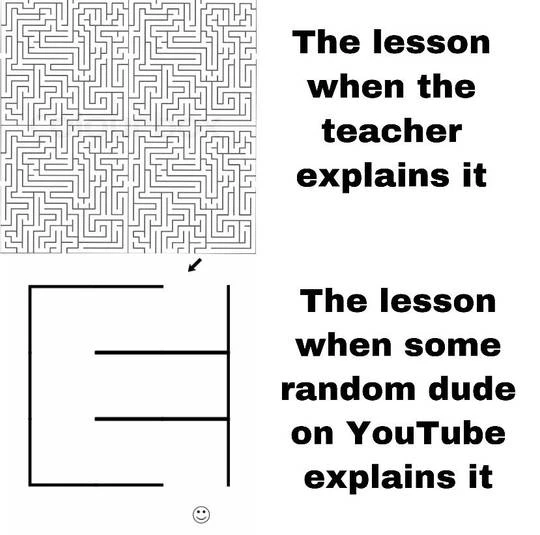 The lesson
when the
teacher
explains it
The lesson
when some
random dude
on YouTube
explains it